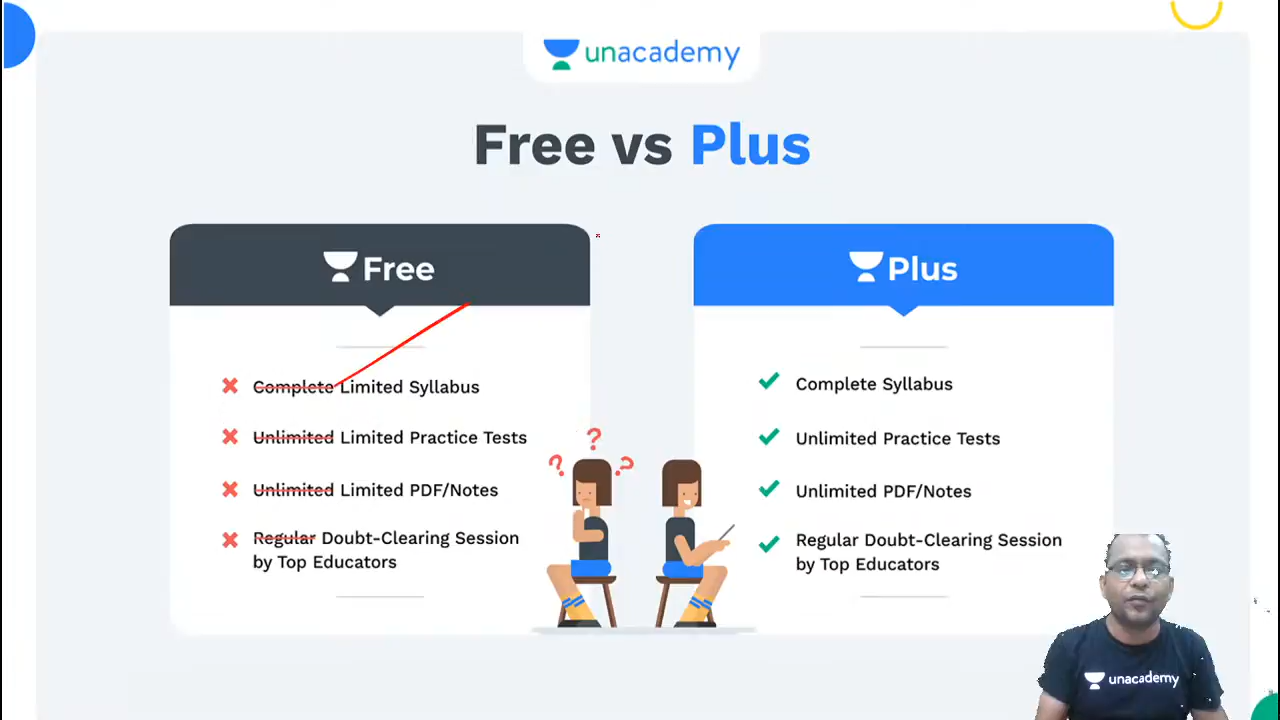 unacademy
Free vs Plus
Free
Complete Limited Syllabus
Unlimited Limited Practice Tests
Unlimited Limited PDF/Notes
Regular Doubt-Clearing Session
by Top Educators
? ? ?
Plus
Complete Syllabus
Unlimited Practice Tests
Unlimited PDF/Notes
Regular Doubt-Clearing Session
by Top Educators
unacademy